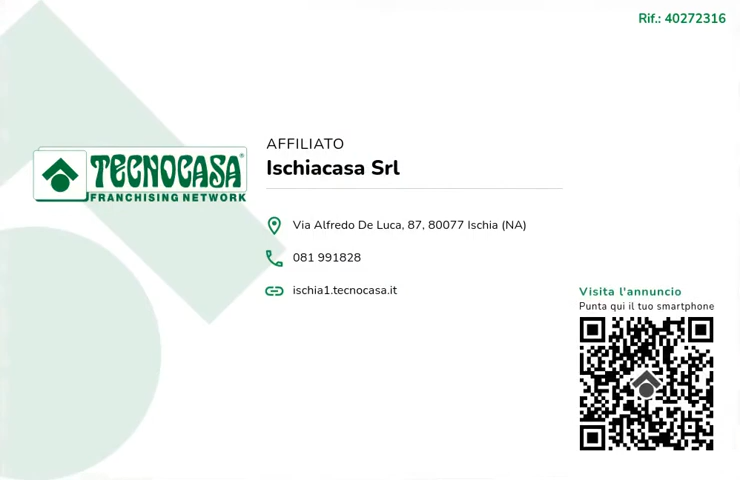 Rif.: 40272316
AFFILIATO
Ischiacasa Srl
TECNOCASA®
FRANCHISING NETWORK
Via Alfredo De Luca, 87, 80077 Ischia (NA)
081 991828
ischia1.tecnocasa.it
Visita l'annuncio
Punta qui il tuo smartphone